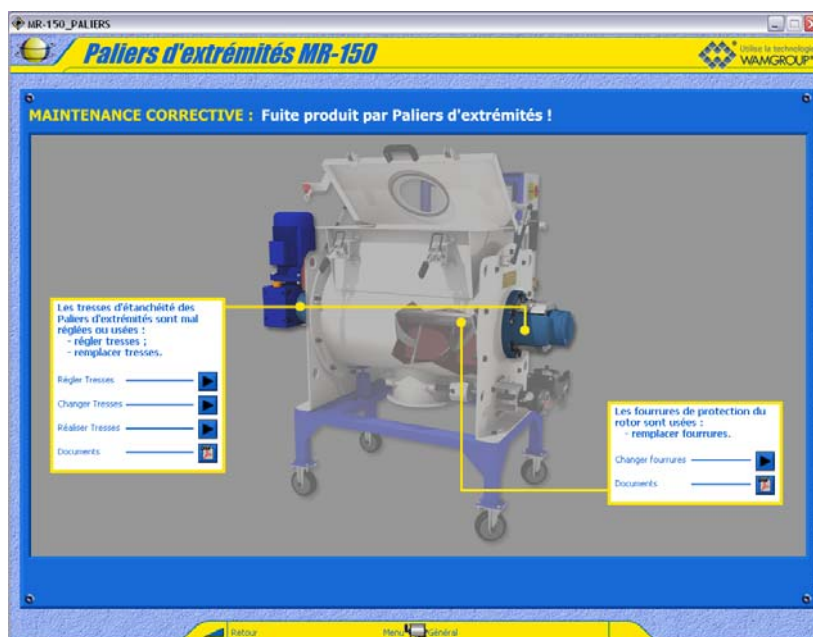 MR-150_PALIERS
Paliers d'extrémités MR-150
Utilise la technologie
WAMGROUP®
MAINTENANCE CORRECTIVE : Fuite produit par Paliers d'extrémités !
Les tresses d'étanchéité des
Paliers d'extrémités sont mal
réglées ou usées :
- régler tresses ;
- remplacer tresses.
Régler Tresses
Changer Tresses
Réaliser Tresses
Documents
Les fourrures de protection du
rotor sont usées :
- remplacer fourrures.
Changer fourrures
Documents
Retour
Menu Général